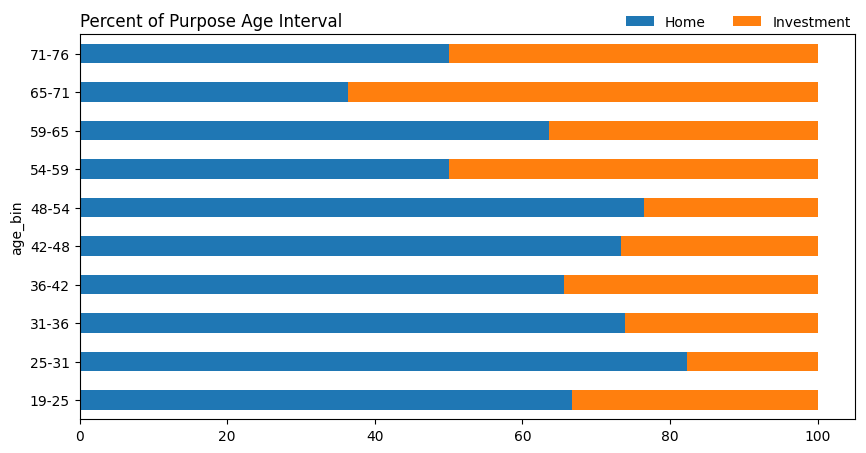 Percent of Purpose Age Interval
Home
Investment
age_bin
71-76
65-71
59-65
54-59
48-54
42-48
36-42
31-36
25-31
19-25
0 20 40 60 80 100